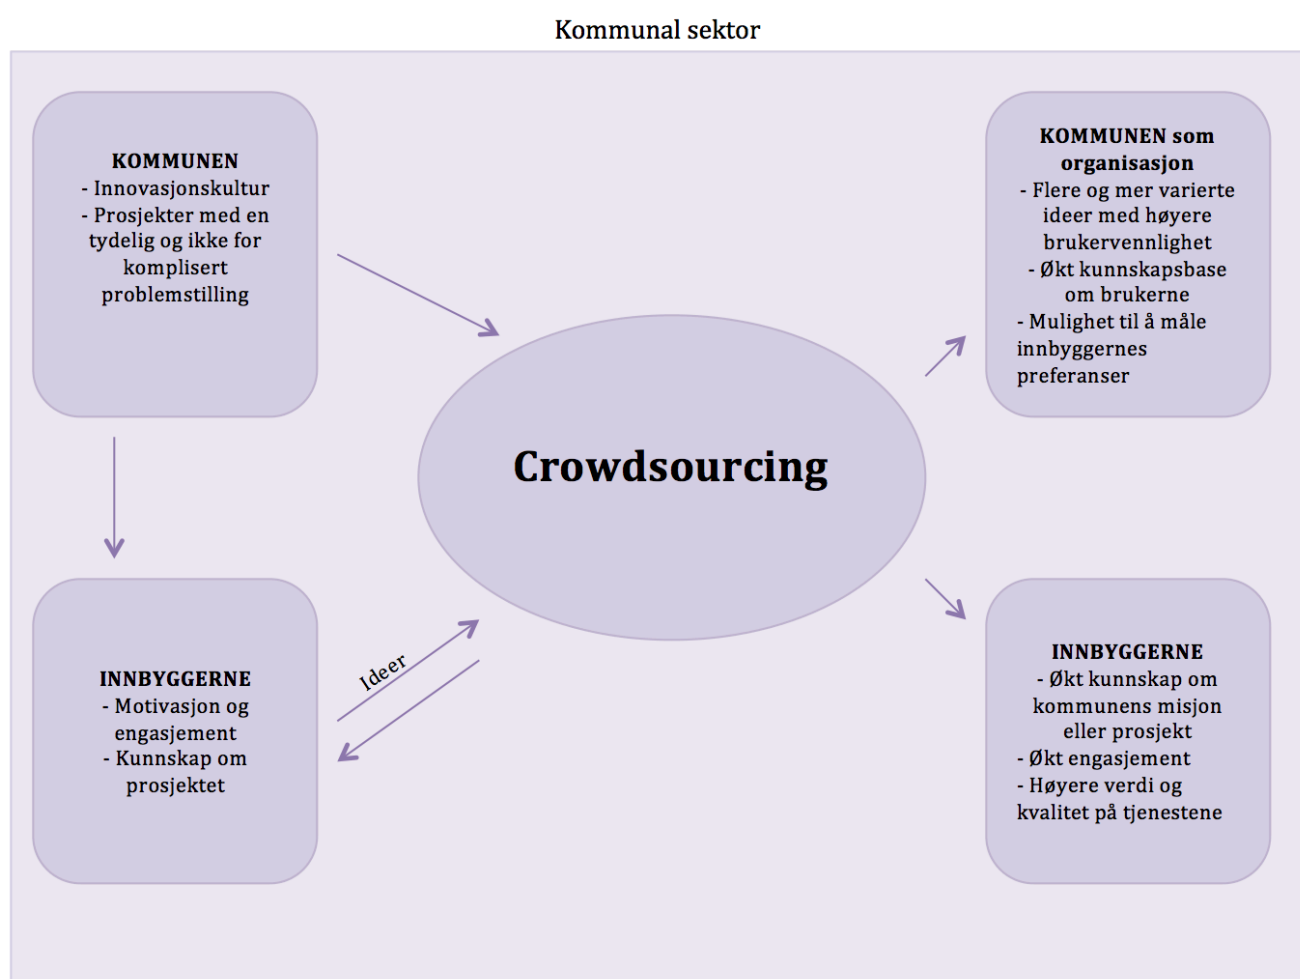 Kommunal sektor
KOMMUNEN
- Innovasjonskultur
- Prosjekter med en
tydelig og ikke for
komplisert
problemstilling
KOMMUNEN som
organisasjon
- Flere og mer varierte
ideer med høyere
brukervennlighet
- Økt kunnskapsbase
om brukerne
- Mulighet til å måle
innbyggernes
preferanser
Crowdsourcing
INNBYGGERNE
- Motivasjon og
engasjement
- Kunnskap om
prosjektet
Ideer
INNBYGGERNE
- Økt kunnskap om
kommunens misjon
eller prosjekt
- Økt engasjement
- Høyere verdi og
kvalitet på tjenestene